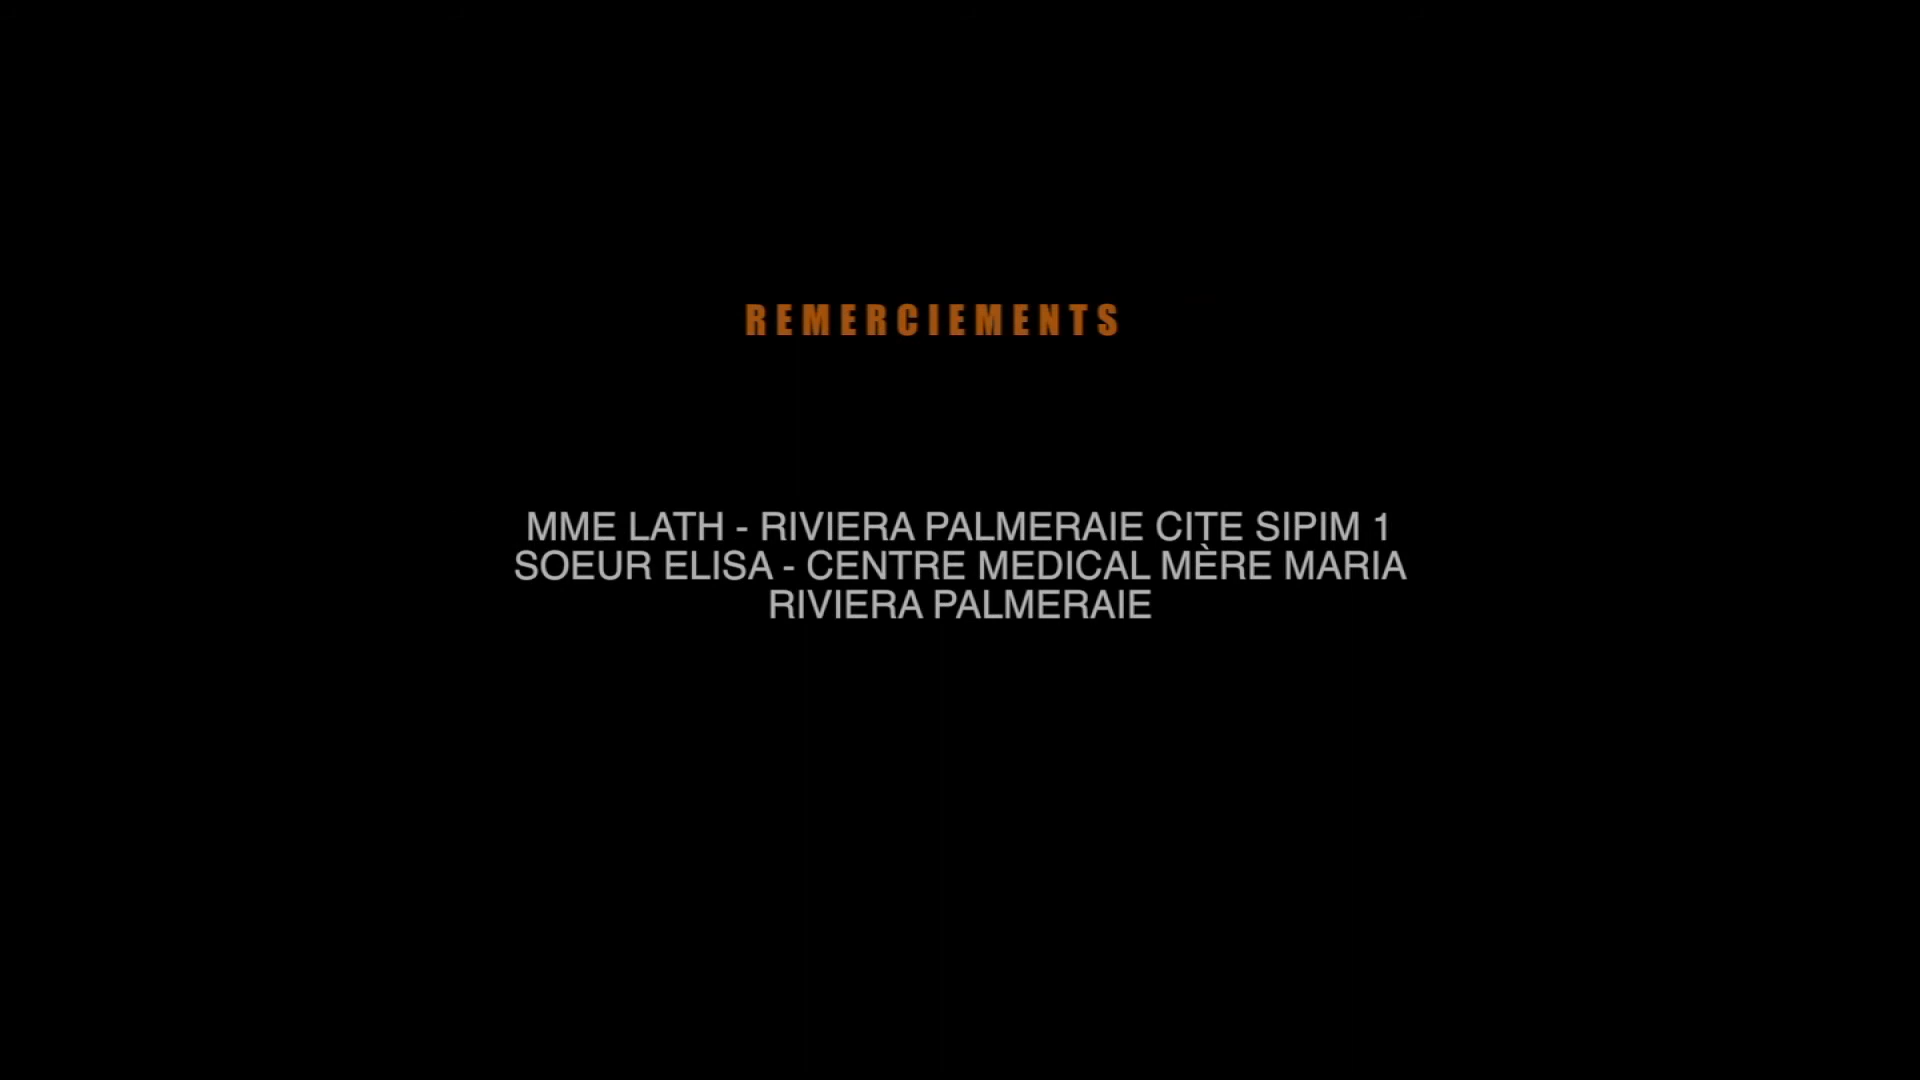 REMERCIEMENTS
MME LATH - RIVIERA PALMERAIE CITE SIPIM 1
SOEUR ELISA - CENTRE MEDICAL MÈRE MARIA
RIVIERA PALMERAIE